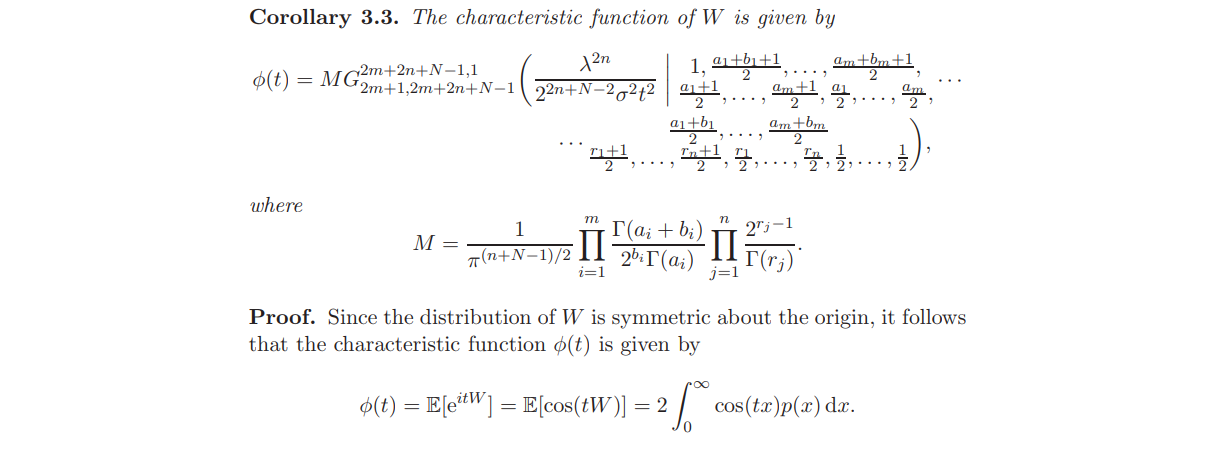 Corollary 3.3. The characteristic function of W is given by
$\phi(t) = MG^{2m+2n+N-1,1}_{2m+1,2m+2n+N-1}\left(\frac{\lambda^{2n}}{2^{2n+N-2}\sigma^2t^2}\,\middle|\,\begin{matrix}1, \frac{a_1+b_1+1}{2}, \ldots, \frac{a_m+b_m+1}{2},\\ \frac{a_1+1}{2}, \ldots, \frac{a_m+1}{2}, \frac{a_1}{2}, \ldots, \frac{a_m}{2},\end{matrix}\right. \cdots$
$\cdots \left.\begin{matrix}\frac{a_1+b_1}{2}, \ldots, \frac{a_m+b_m}{2}\\ \frac{r_1+1}{2}, \ldots, \frac{r_n+1}{2}, \frac{r_1}{2}, \ldots, \frac{r_n}{2}, \frac{1}{2}, \ldots, \frac{1}{2}\end{matrix}\right),$
where
$M = \frac{1}{\pi^{(n+N-1)/2}} \prod_{i=1}^{m} \frac{\Gamma(a_i+b_i)}{2^{b_i}\Gamma(a_i)} \prod_{j=1}^{n} \frac{2^{r_j-1}}{\Gamma(r_j)}.$
Proof. Since the distribution of W is symmetric about the origin, it follows
that the characteristic function $\phi(t)$ is given by
$\phi(t) = \mathbb{E}[\mathrm{e}^{itW}] = \mathbb{E}[\cos(tW)] = 2\int_0^\infty \cos(tx)p(x)\,\mathrm{d}x.$